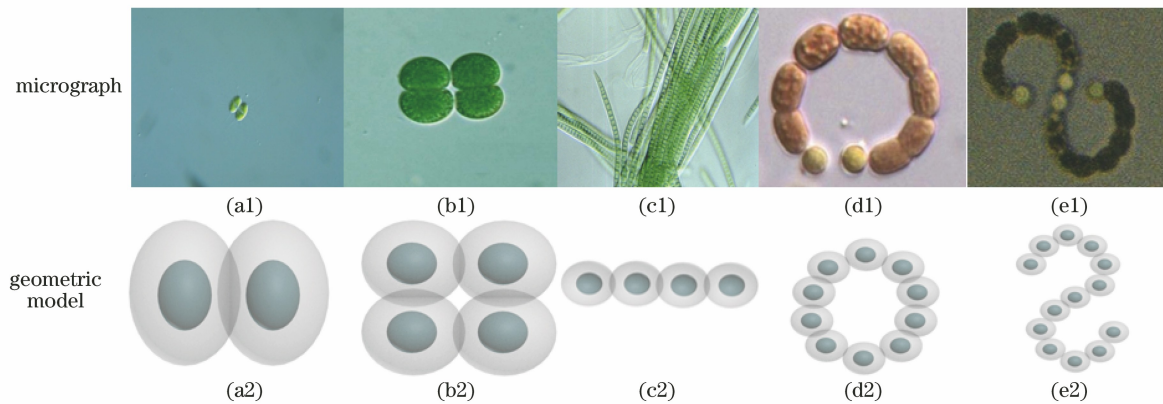 micrograph
(a1) (b1) (c1) (d1) (e1)
geometric
model
(a2) (b2) (c2) (d2) (e2)